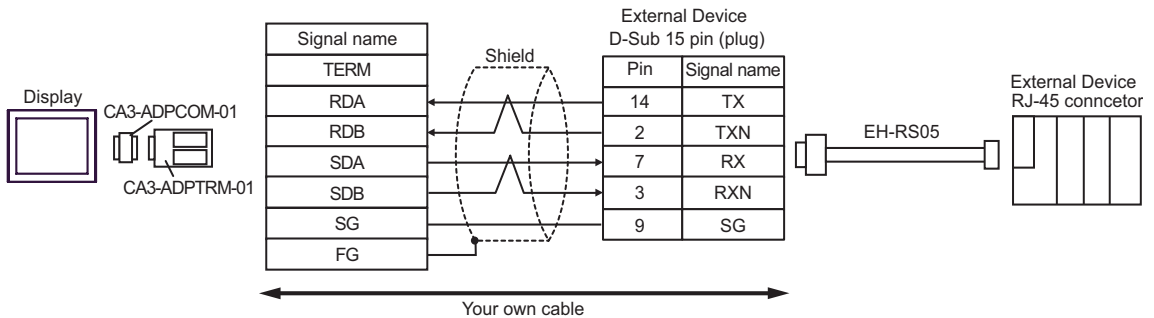 External Device
D-Sub 15 pin (plug)
Signal name
Shield
Pin Signal name
TERM
RDA 14 TX
RDB 2 TXN
SDA 7 RX
SDB 3 RXN
SG 9 SG
FG
Display
CA3-ADPCOM-01
CA3-ADPTRM-01
EH-RS05
External Device
RJ-45 conncetor
Your own cable